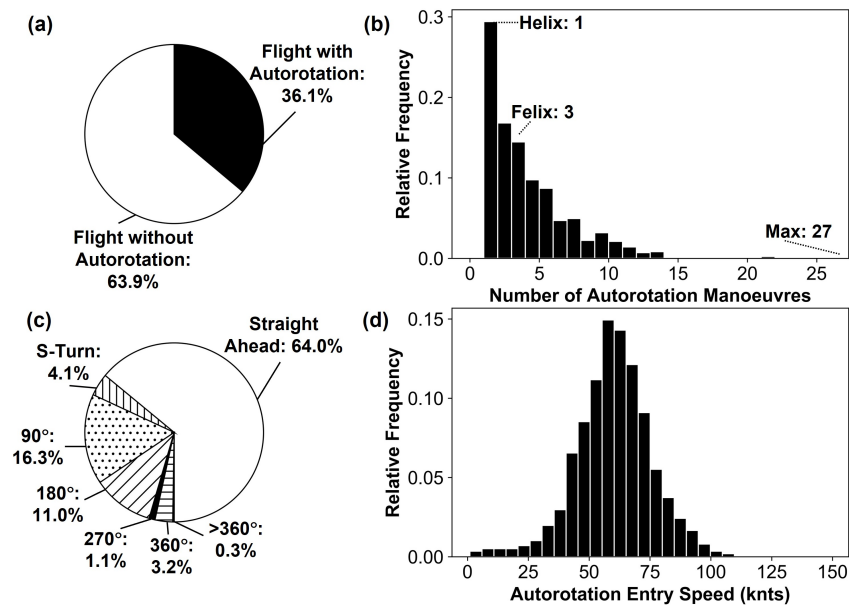 (a)
Flight with
Autorotation:
36.1%
Flight without
Autorotation:
63.9%
(b)
Relative Frequency
0.3
0.2
0.1
0.0
Helix: 1
Felix: 3
Max: 27
0 5 10 15 20 25
Number of Autorotation Manoeuvres
(c)
Straight
Ahead: 64.0%
S-Turn:
4.1%
90°:
16.3%
180°:
11.0%
270°:
1.1%
360°:
3.2%
>360°:
0.3%
(d)
Relative Frequency
0.15
0.10
0.05
0.00
0 25 50 75 100 125 150
Autorotation Entry Speed (knts)